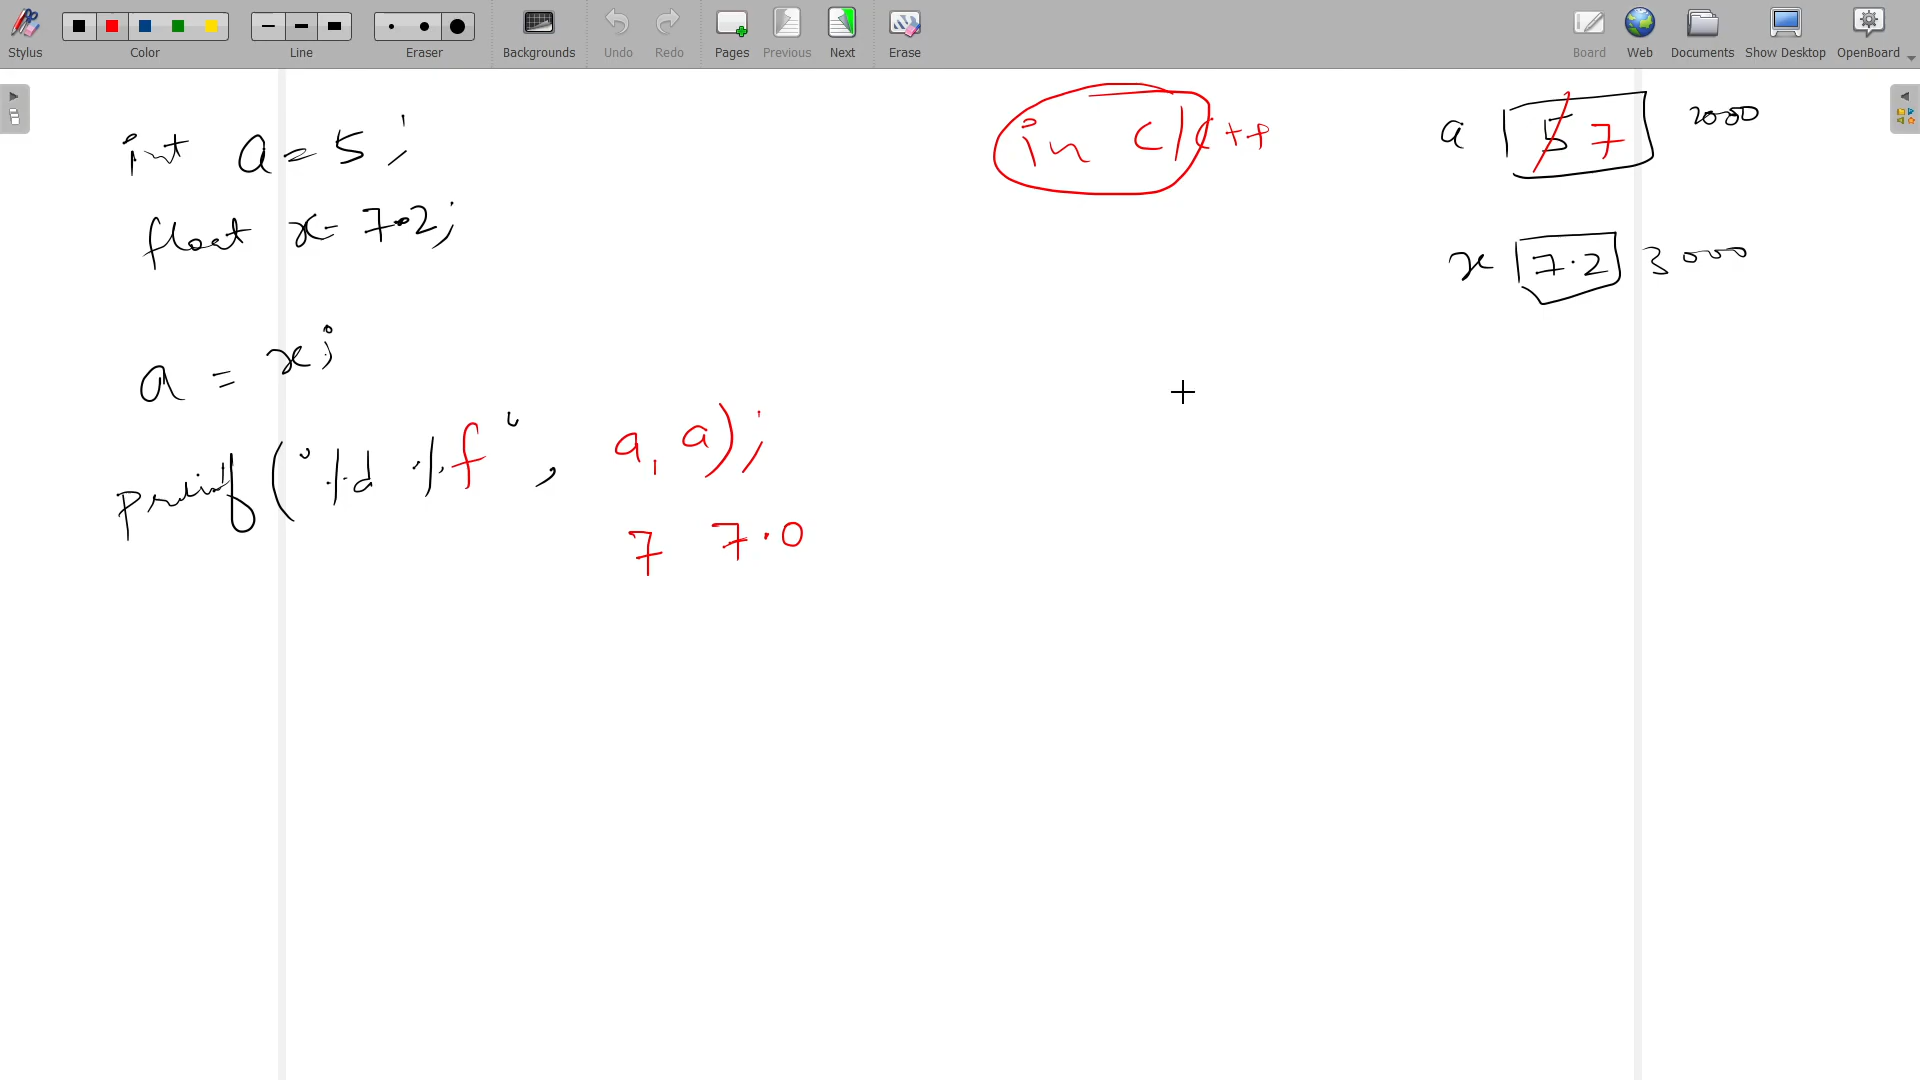 Stylus Color Line Eraser Backgrounds Undo Redo Pages Previous Next Erase Board Web Documents Show Desktop OpenBoard
int a = 5;
float x = 7.2;
a = x;
printf("%d %f", a, a);
7 7.0
in C/C++
a 5 7 2000
x 7.2 3000